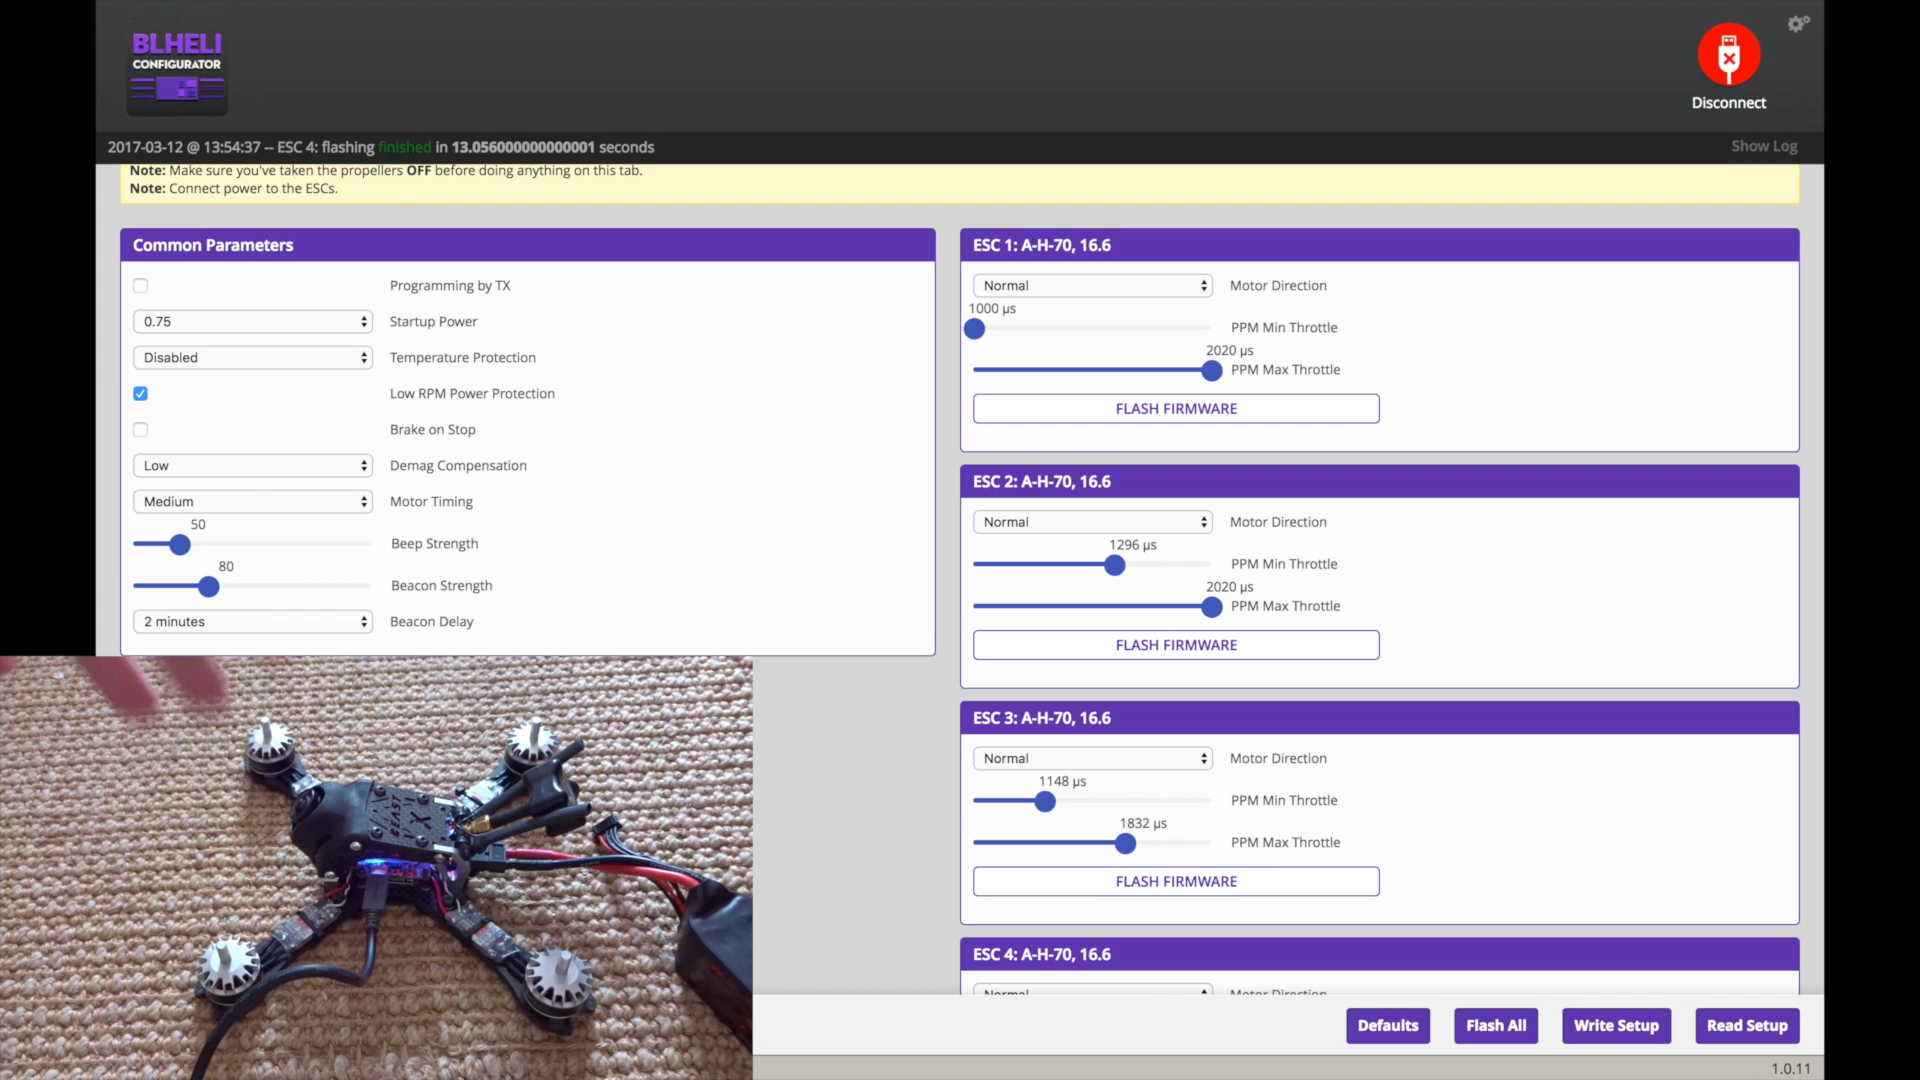 BLHELI
CONFIGURATOR
Disconnect
2017-03-12 @ 13:54:37 -- ESC 4: flashing finished in 13.056000000000001 seconds
Show Log
Note: Make sure you've taken the propellers OFF before doing anything on this tab.
Note: Connect power to the ESCs.
Common Parameters
Programming by TX
0.75 Startup Power
Disabled Temperature Protection
Low RPM Power Protection
Brake on Stop
Low Demag Compensation
Medium Motor Timing
50
Beep Strength
80
Beacon Strength
2 minutes Beacon Delay
ESC 1: A-H-70, 16.6
Normal Motor Direction
1000 µs
PPM Min Throttle
2020 µs
PPM Max Throttle
FLASH FIRMWARE
ESC 2: A-H-70, 16.6
Normal Motor Direction
1296 µs
PPM Min Throttle
2020 µs
PPM Max Throttle
FLASH FIRMWARE
ESC 3: A-H-70, 16.6
Normal Motor Direction
1148 µs
PPM Min Throttle
1832 µs
PPM Max Throttle
FLASH FIRMWARE
ESC 4: A-H-70, 16.6
Normal Motor Direction
BEAST
X
Defaults Flash All Write Setup Read Setup
1.0.11